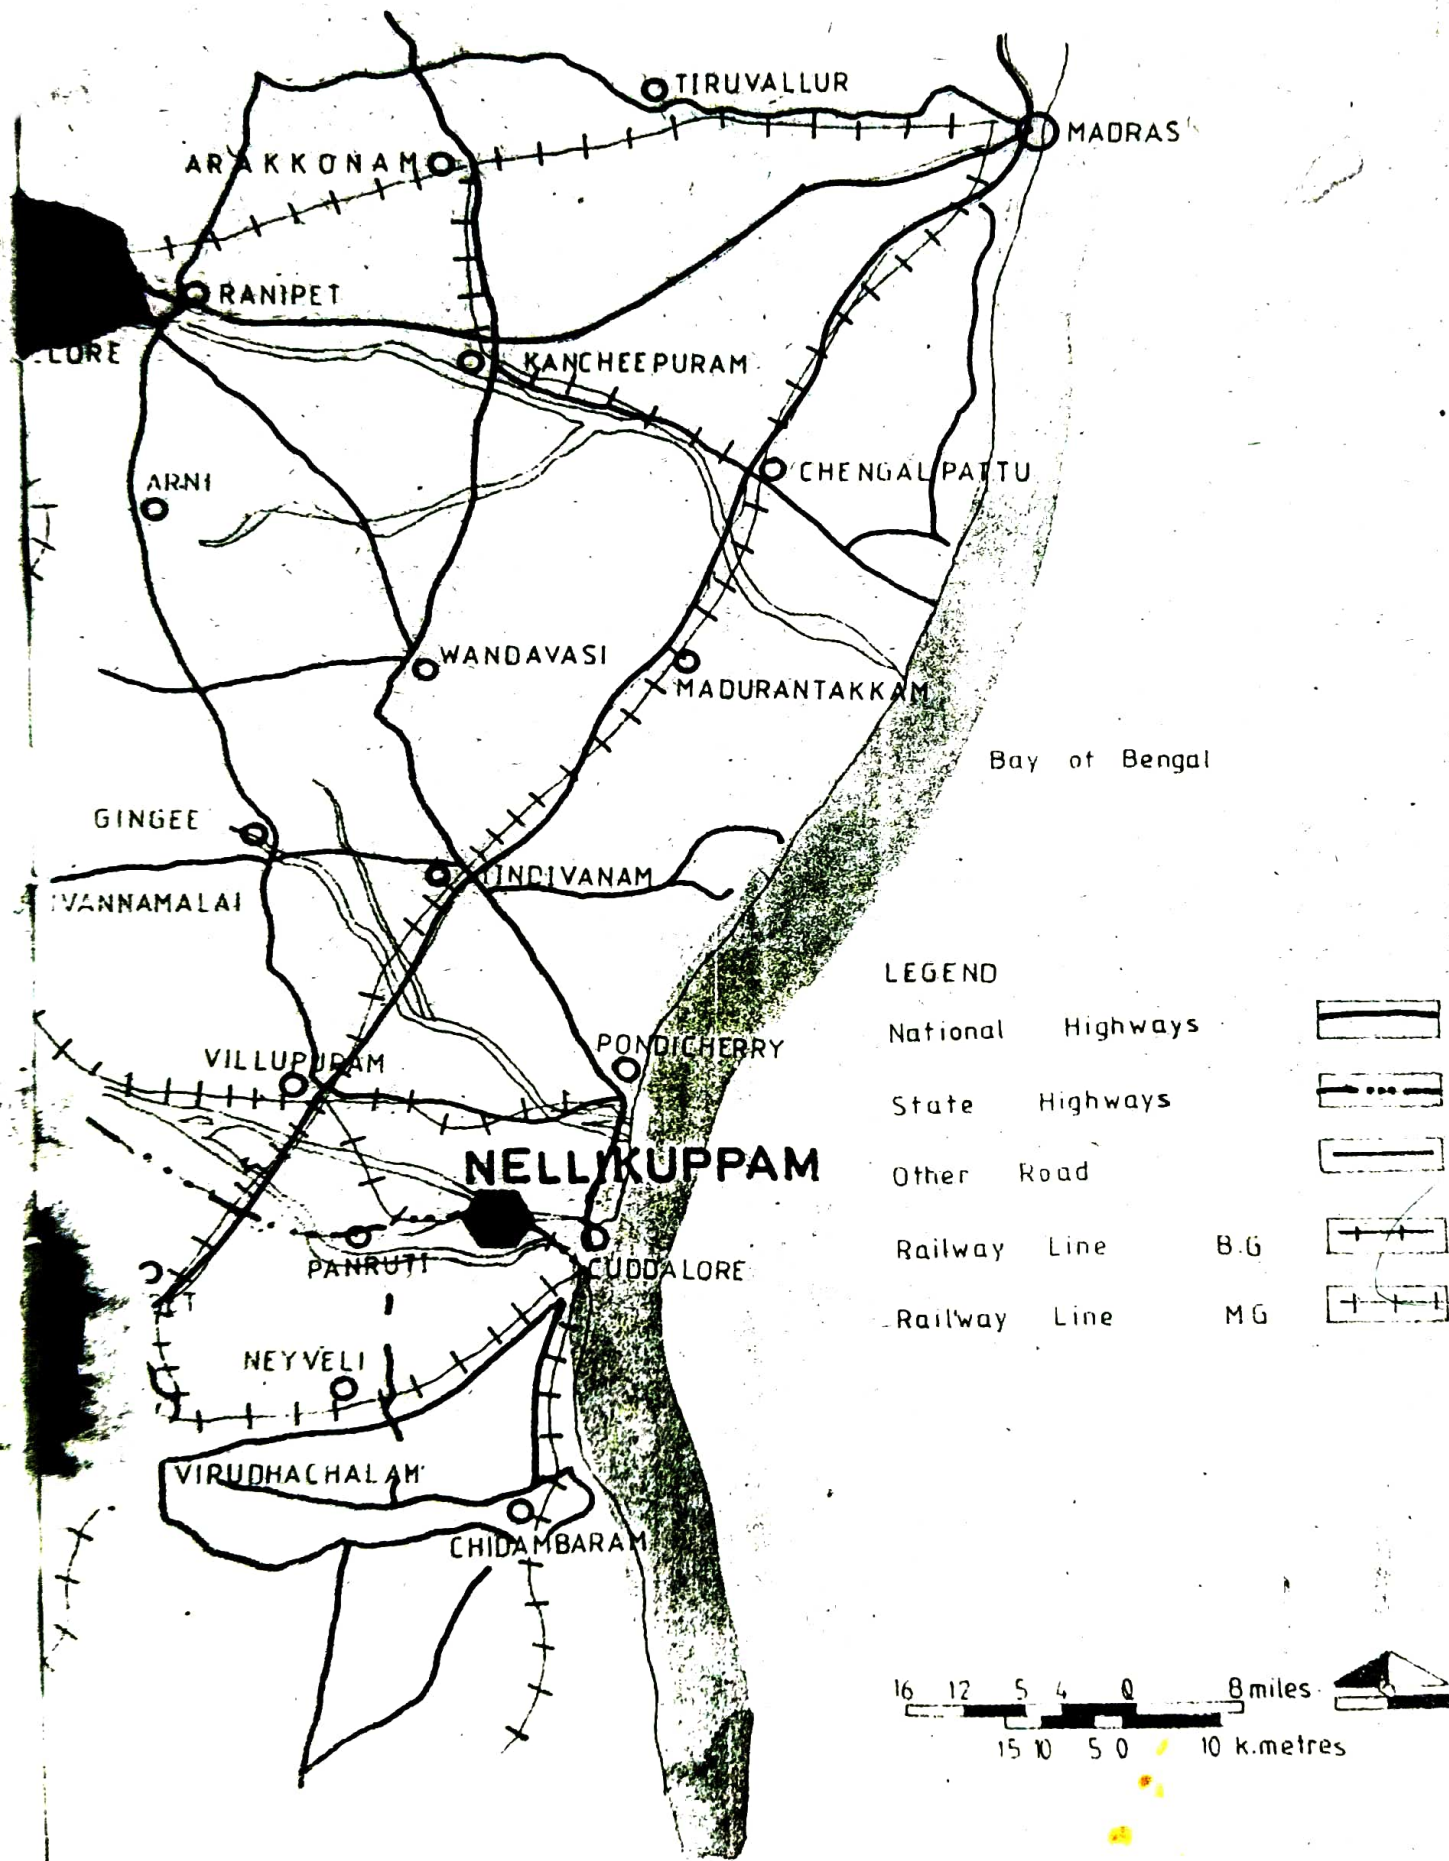 TIRUVALLUR
MADRAS
ARAKKONAM
RANIPET
LORE
KANCHEEPURAM
CHENGALPATTU
ARNI
WANDAVASI
MADURANTAKKAM
Bay of Bengal
GINGEE
TINDIVANAM
IVANNAMALAI
LEGEND
National Highways
PONDICHERRY
VILLUPURAM
State Highways
NELLIKUPPAM
Other Road
Railway Line B.G
PANRUTI
CUDDALORE
Railway Line MG
NEYVELI
VIRUDHACHALAM
CHIDAMBARAM
16 12 5 4 0 8 miles
15 10 5 0 10 k.metres